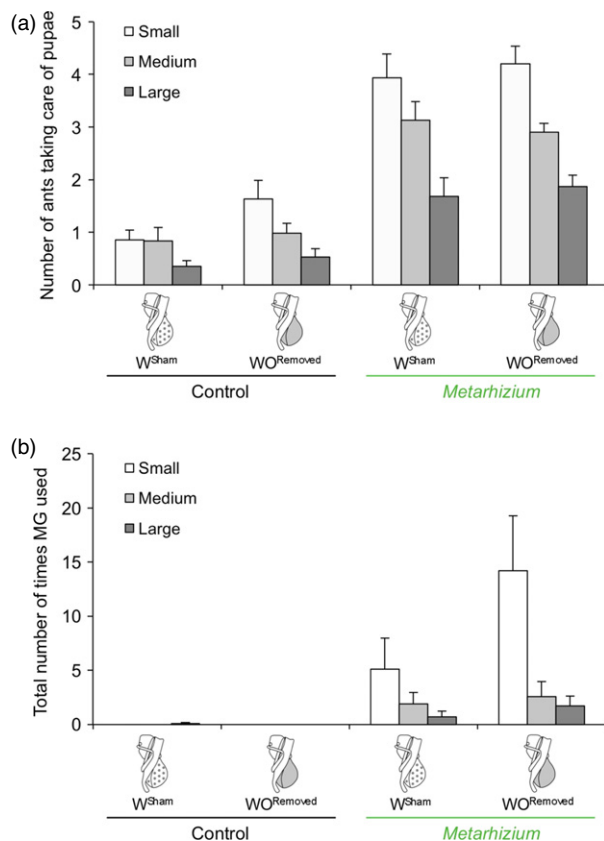 (a)
Number of ants taking care of pupae
5
4
3
2
1
0
Small
Medium
Large
WSham
WORemoved
WSham
WORemoved
Control
Metarhizium
(b)
Total number of times MG used
25
20
15
10
5
0
Small
Medium
Large
WSham
WORemoved
WSham
WORemoved
Control
Metarhizium